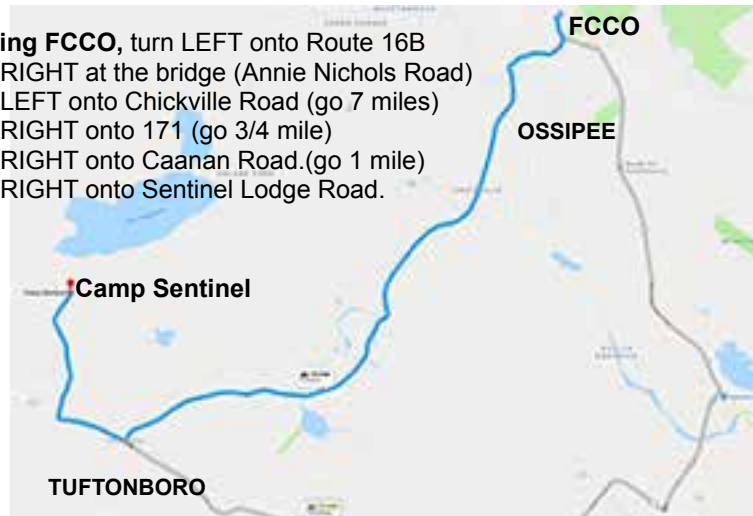 ing FCCO, turn LEFT onto Route 16B
RIGHT at the bridge (Annie Nichols Road)
LEFT onto Chickville Road (go 7 miles)
RIGHT onto 171 (go 3/4 mile)
RIGHT onto Caanan Road.(go 1 mile)
RIGHT onto Sentinel Lodge Road.
FCCO
OSSIPEE
Camp Sentinel
TUFTONBORO